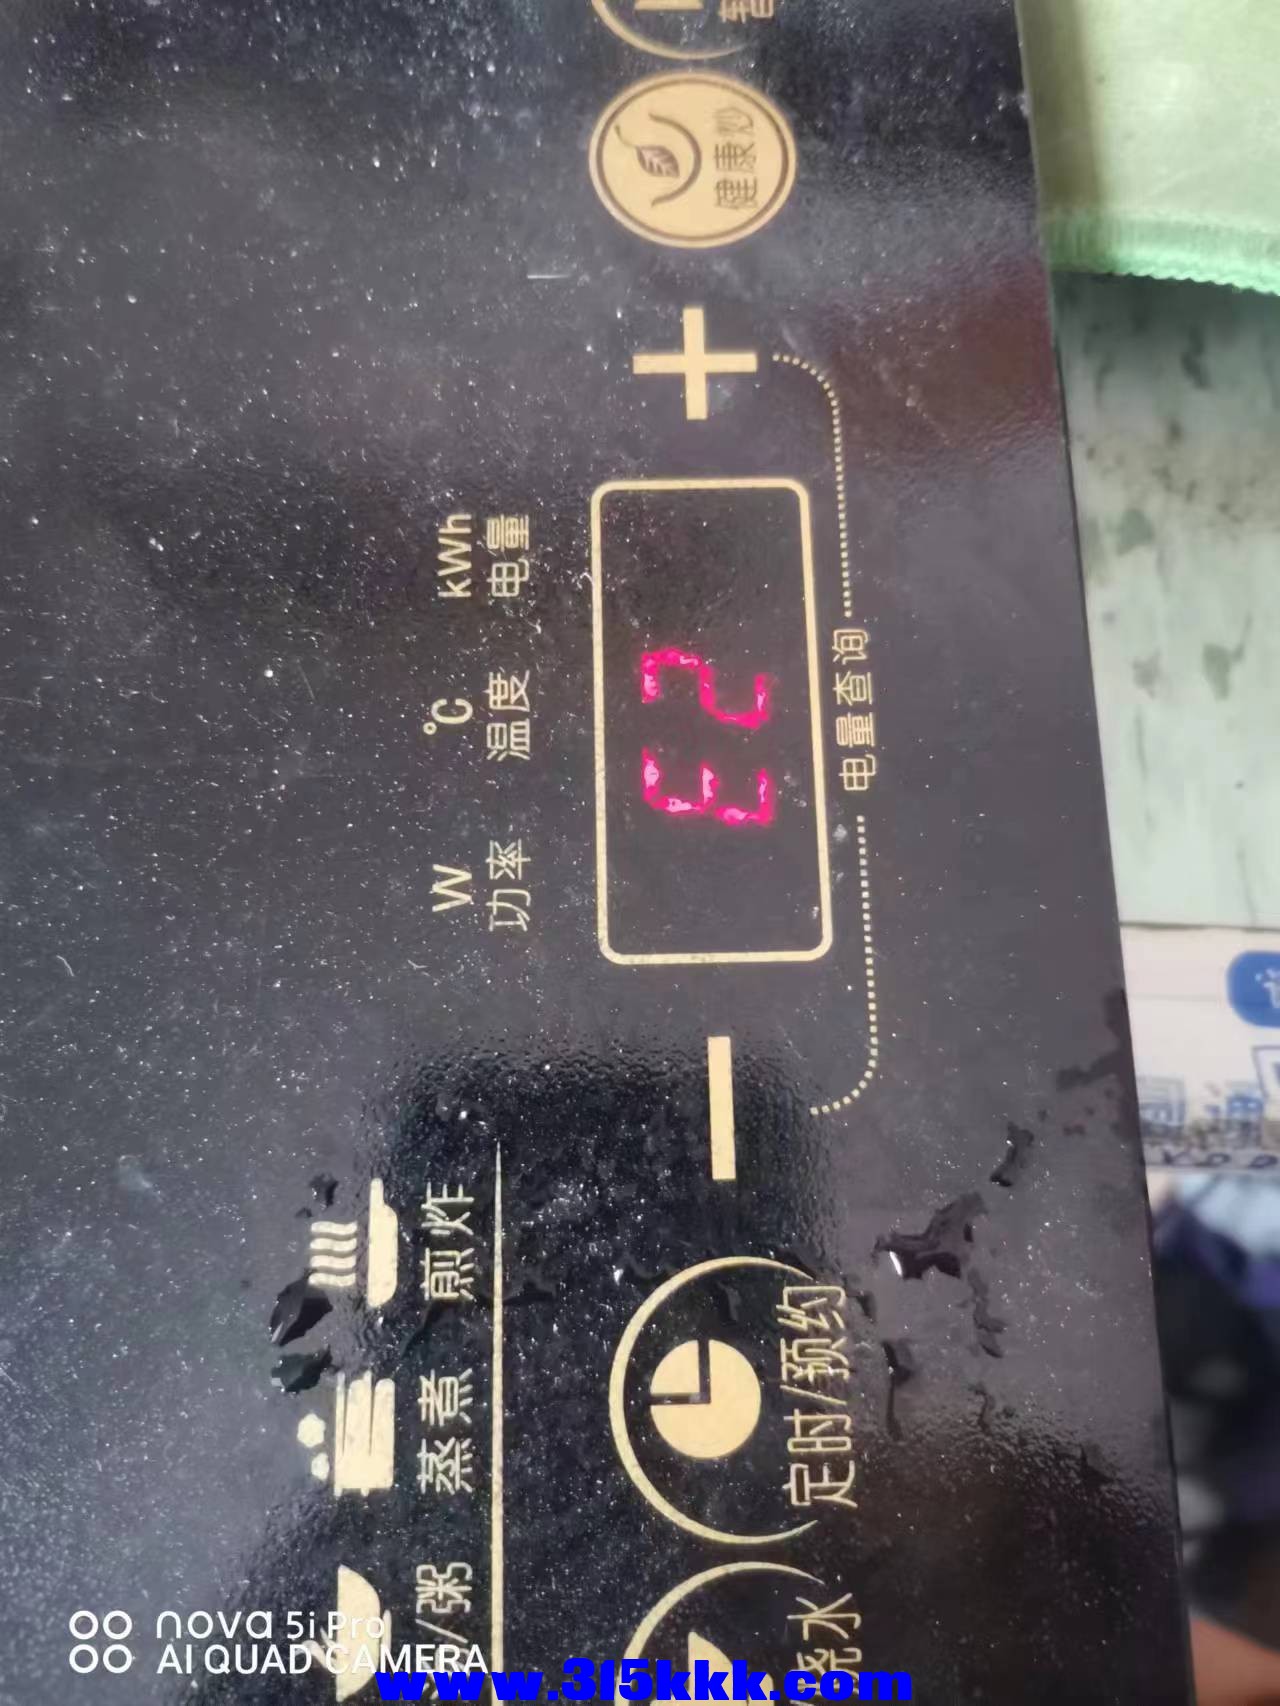 健康炒
W
功率
℃
温度
kWh
电量
E2
电量查询
/粥
蒸煮
煎炸
烧水
定时/预约
nova 5i Pro
AI QUAD CAMERA
www.315kkk.com